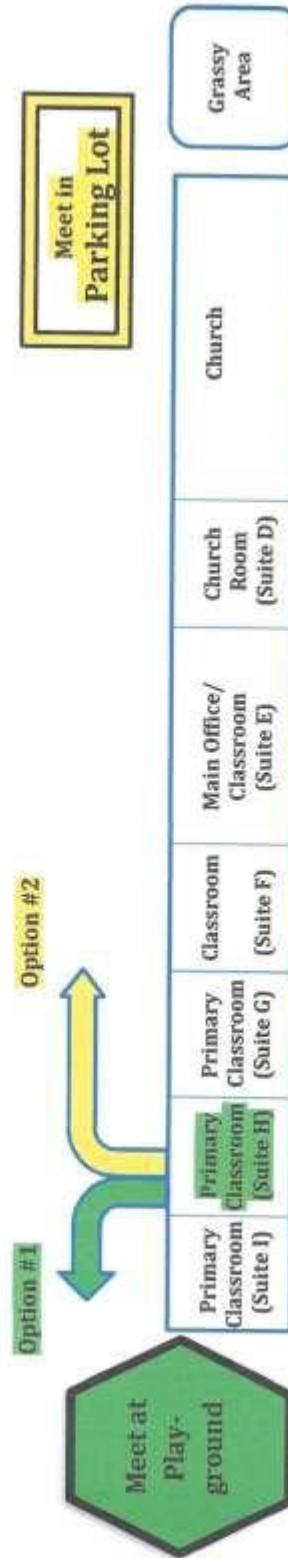 Option #1
Option #2
Meet in
Parking Lot
Meet at
Play-
ground
Primary
Classroom
(Suite I)
Primary
Classroom
(Suite H)
Primary
Classroom
(Suite G)
Classroom
(Suite F)
Main Office/
Classroom
(Suite E)
Church
Room
(Suite D)
Church
Grassy
Area